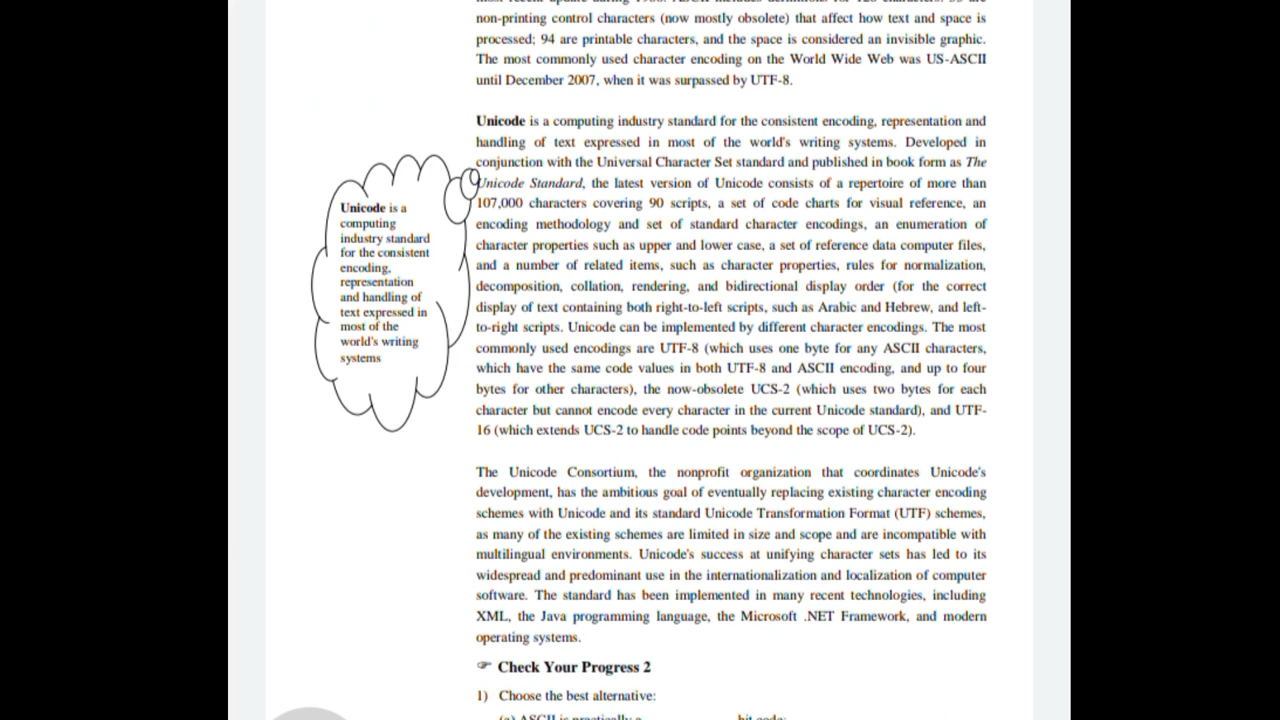 non-printing control characters (now mostly obsolete) that affect how text and space is
processed; 94 are printable characters, and the space is considered an invisible graphic.
The most commonly used character encoding on the World Wide Web was US-ASCII
until December 2007, when it was surpassed by UTF-8.
Unicode is a computing industry standard for the consistent encoding, representation and
handling of text expressed in most of the world's writing systems. Developed in
conjunction with the Universal Character Set standard and published in book form as The
Unicode Standard, the latest version of Unicode consists of a repertoire of more than
107,000 characters covering 90 scripts, a set of code charts for visual reference, an
encoding methodology and set of standard character encodings, an enumeration of
character properties such as upper and lower case, a set of reference data computer files,
and a number of related items, such as character properties, rules for normalization,
decomposition, collation, rendering, and bidirectional display order (for the correct
display of text containing both right-to-left scripts, such as Arabic and Hebrew, and left-
to-right scripts. Unicode can be implemented by different character encodings. The most
commonly used encodings are UTF-8 (which uses one byte for any ASCII characters,
which have the same code values in both UTF-8 and ASCII encoding, and up to four
bytes for other characters), the now-obsolete UCS-2 (which uses two bytes for each
character but cannot encode every character in the current Unicode standard), and UTF-
16 (which extends UCS-2 to handle code points beyond the scope of UCS-2).
Unicode is a
computing
industry standard
for the consistent
encoding,
representation
and handling of
text expressed in
most of the
world's writing
systems
The Unicode Consortium, the nonprofit organization that coordinates Unicode's
development, has the ambitious goal of eventually replacing existing character encoding
schemes with Unicode and its standard Unicode Transformation Format (UTF) schemes,
as many of the existing schemes are limited in size and scope and are incompatible with
multilingual environments. Unicode's success at unifying character sets has led to its
widespread and predominant use in the internationalization and localization of computer
software. The standard has been implemented in many recent technologies, including
XML, the Java programming language, the Microsoft .NET Framework, and modern
operating systems.
☞ Check Your Progress 2
1) Choose the best alternative:
(a) ASCII is practically a ______ bit code: